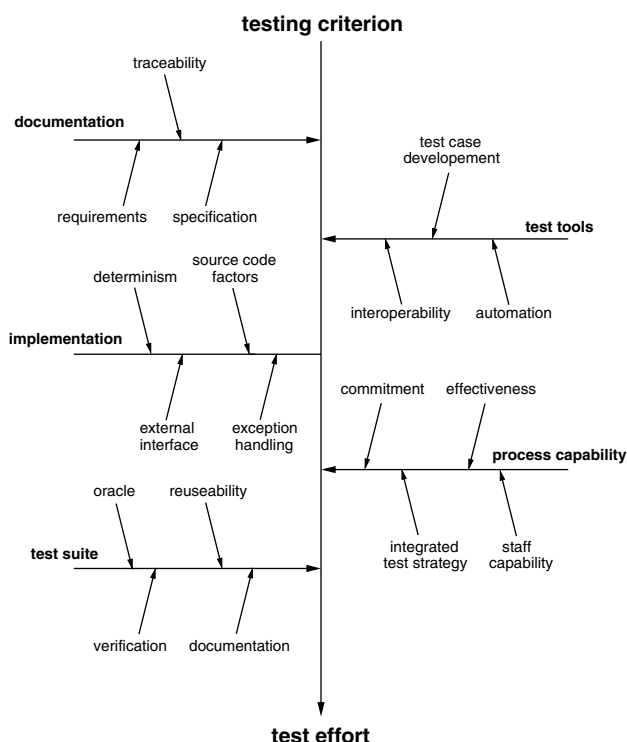 testing criterion
traceability
documentation
test case
developement
requirements
specification
test tools
source code
factors
determinism
interoperability
automation
implementation
commitment
effectiveness
external
interface
exception
handling
process capability
oracle
reuseability
integrated
test strategy
staff
capability
test suite
verification
documentation
test effort